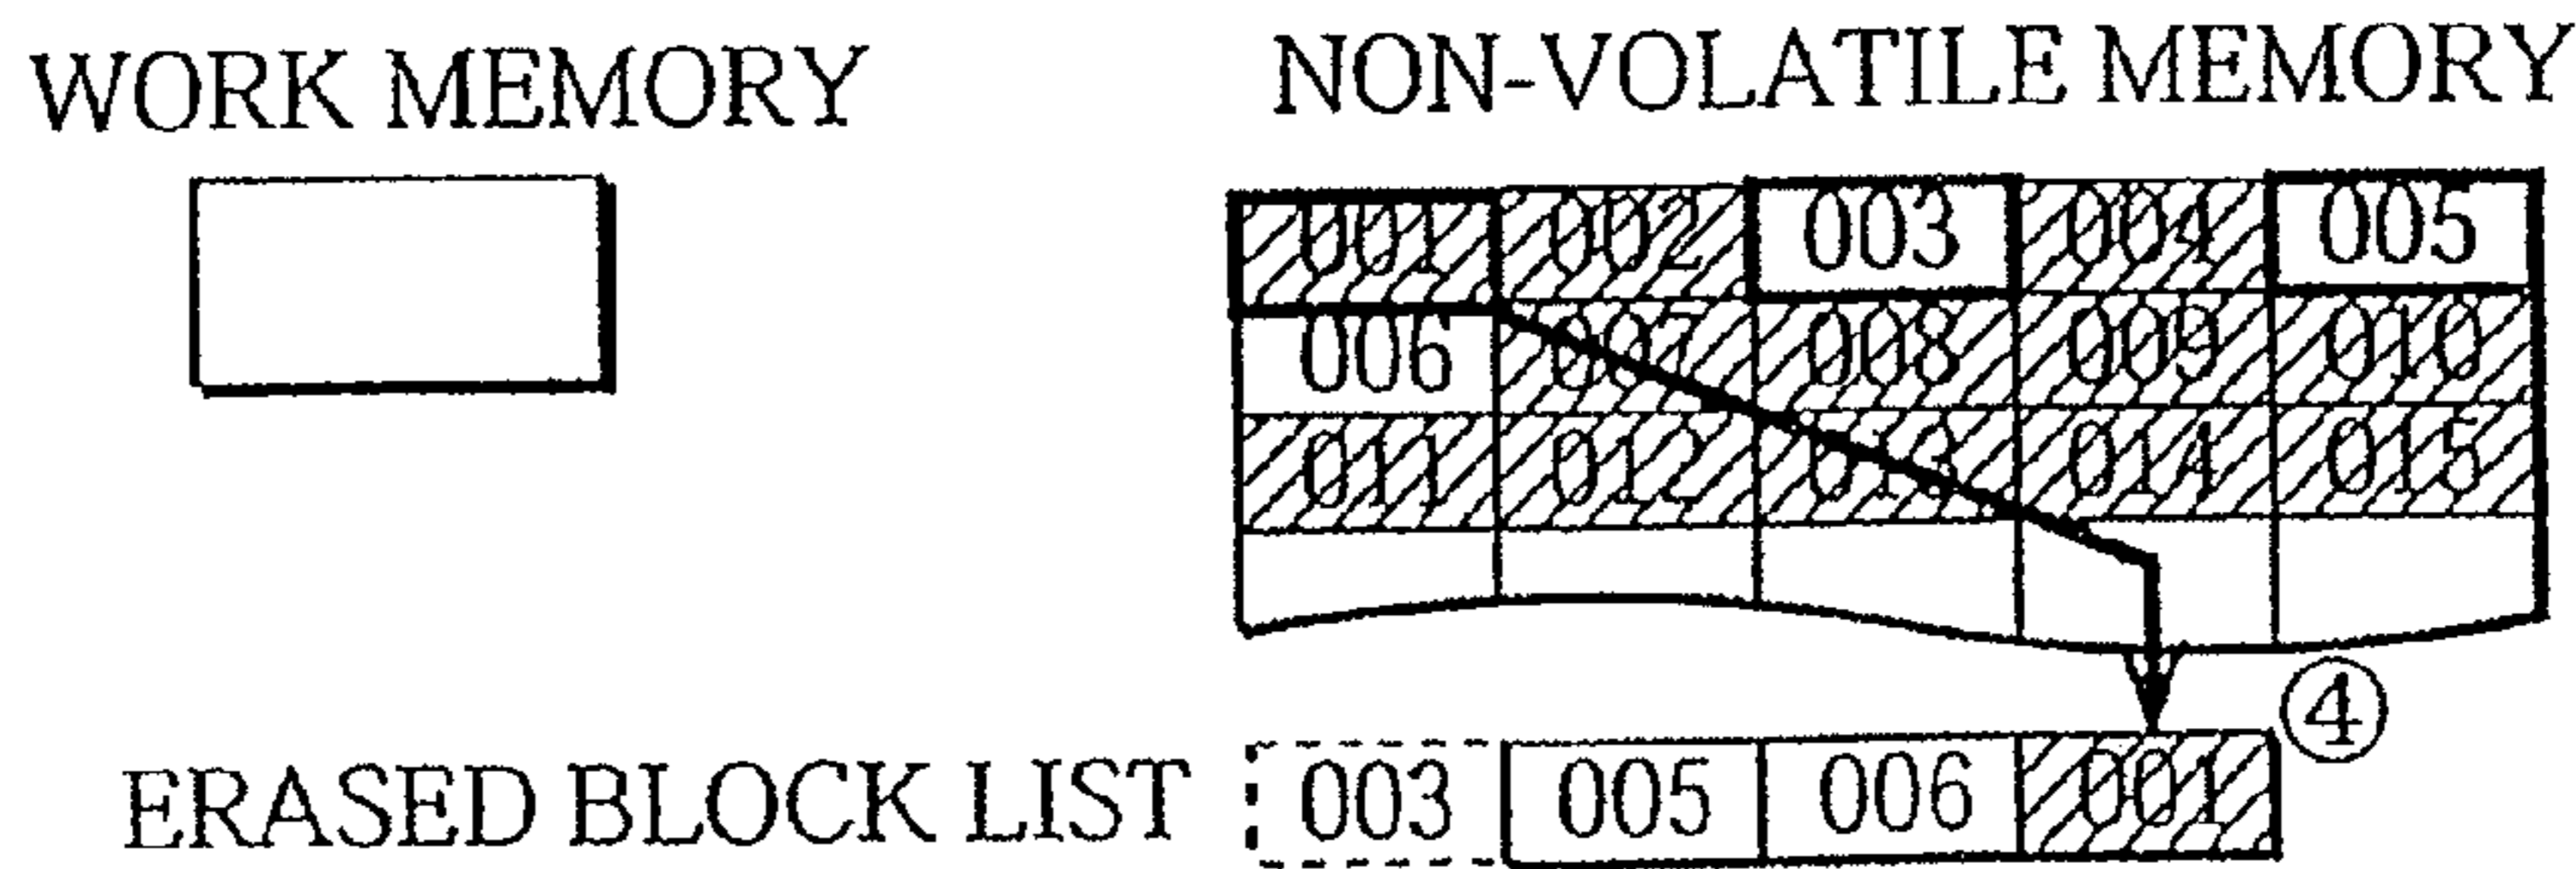 WORK MEMORY
NON-VOLATILE MEMORY
001 002 003 004 005
006 007 008 009 010
011 012 013 014 015
④
ERASED BLOCK LIST 003 005 006 001